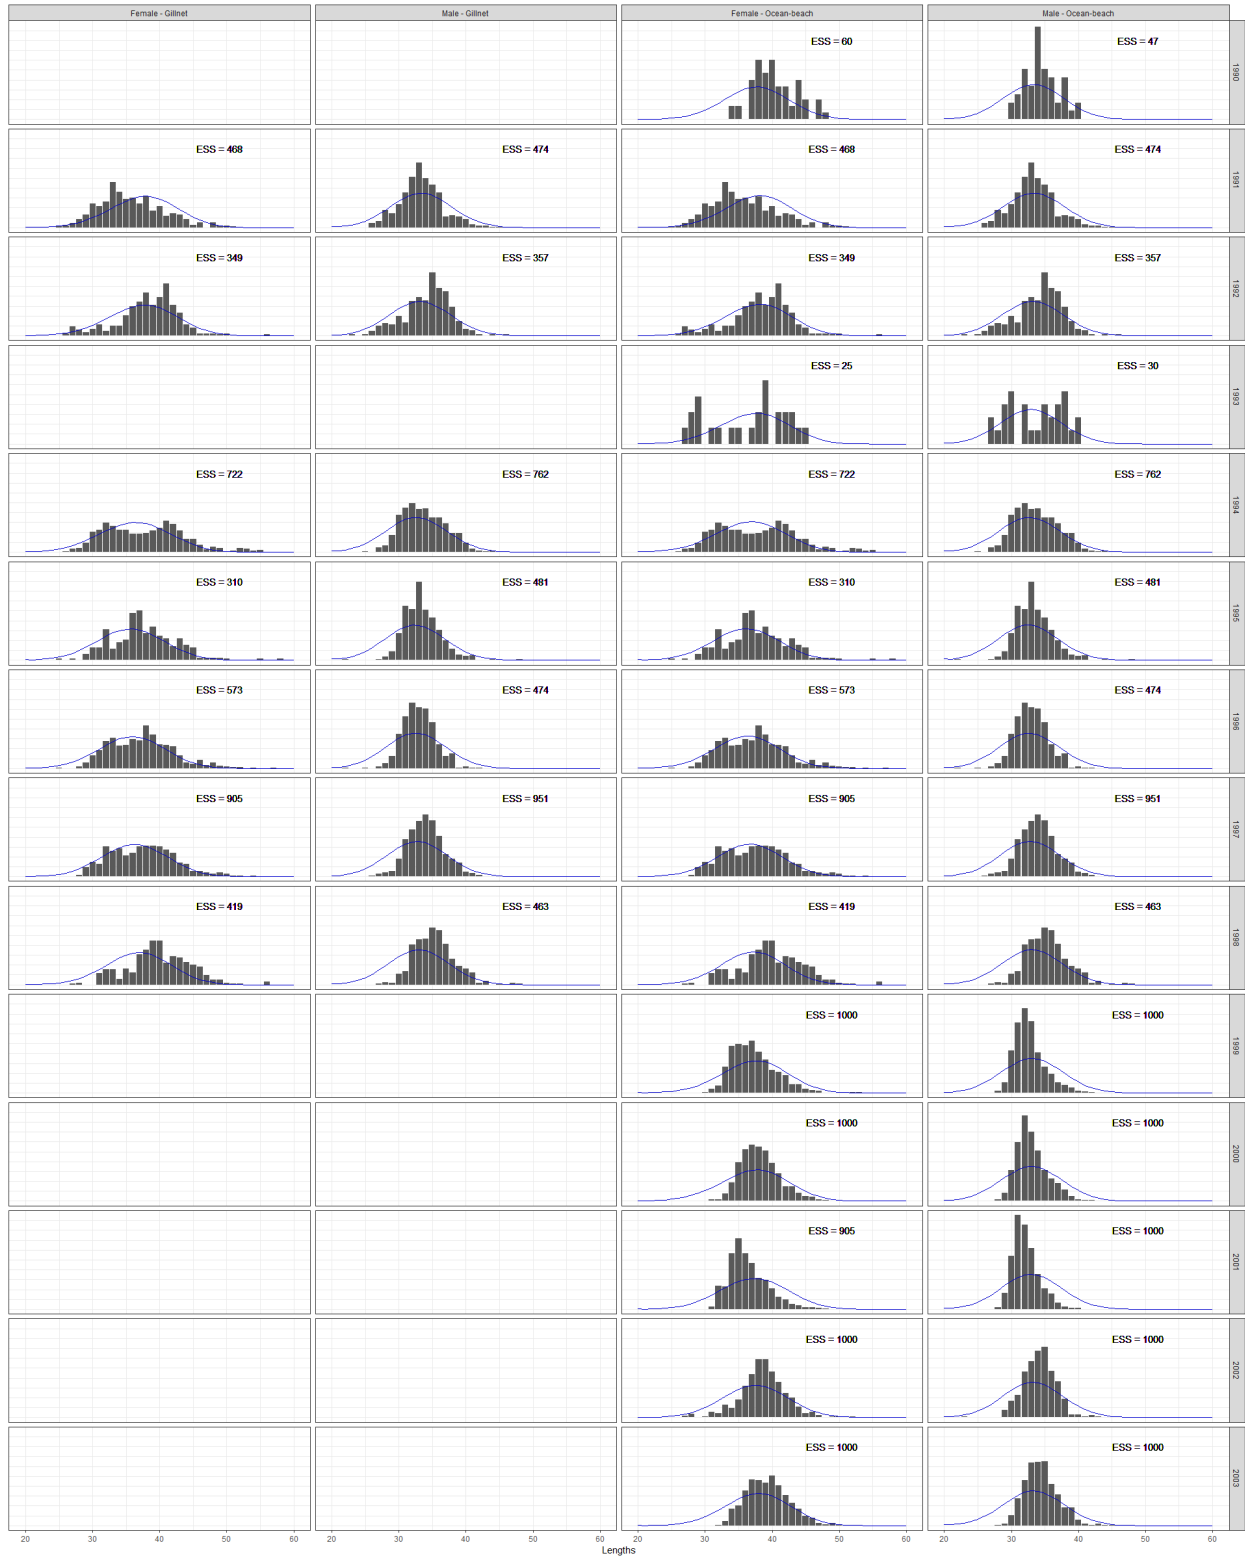 Female - Gillnet
Male - Gillnet
Female - Ocean-beach
Male - Ocean-beach
ESS = 60
ESS = 47
1990
ESS = 468
ESS = 474
ESS = 468
ESS = 474
1991
ESS = 349
ESS = 357
ESS = 349
ESS = 357
1992
ESS = 25
ESS = 30
1993
ESS = 722
ESS = 762
ESS = 722
ESS = 762
1994
ESS = 310
ESS = 481
ESS = 310
ESS = 481
1995
ESS = 573
ESS = 474
ESS = 573
ESS = 474
1996
ESS = 905
ESS = 951
ESS = 905
ESS = 951
1997
ESS = 419
ESS = 463
ESS = 419
ESS = 463
1998
ESS = 1000
ESS = 1000
1999
ESS = 1000
ESS = 1000
2000
ESS = 905
ESS = 1000
2001
ESS = 1000
ESS = 1000
2002
ESS = 1000
ESS = 1000
2003
20 30 40 50 60
20 30 40 50 60
20 30 40 50 60
20 30 40 50 60
Lengths